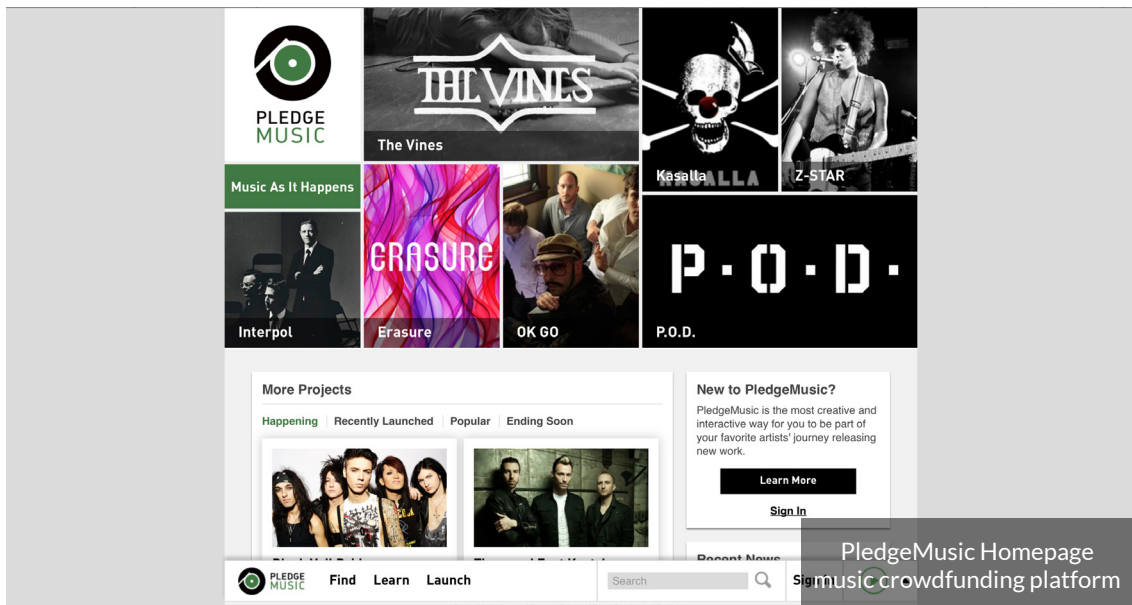 PLEDGE
MUSIC
THE VINES
The Vines
KASALLA
Kasalla
Z-STAR
Music As It Happens
Interpol
ERASURE
Erasure
OK GO
P.O.D.
P.O.D.
More Projects
Happening
Recently Launched
Popular
Ending Soon
New to PledgeMusic?
PledgeMusic is the most creative and
interactive way for you to be part of
your favorite artists' journey releasing
new work.
Learn More
Sign In
Recent News
PLEDGE
MUSIC
Find
Learn
Launch
Search
PledgeMusic Homepage
music crowdfunding platform